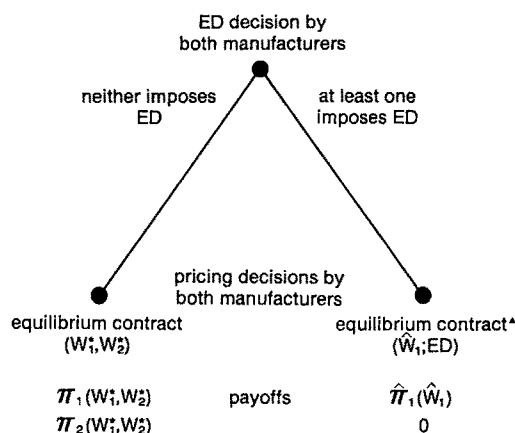 ED decision by
both manufacturers
neither imposes
ED
at least one
imposes ED
pricing decisions by
both manufacturers
equilibrium contract
(W₁*,W₂*)
equilibrium contract▲
(Ŵ₁;ED)
π₁(W₁*,W₂*)
payoffs
π̂₁(Ŵ₁)
π₂(W₁*,W₂*)
0